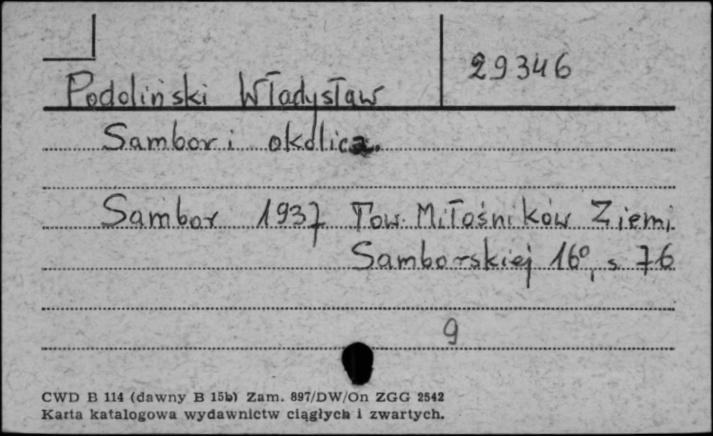 29346
Podoliński Władysław
Sambor i okolica.
Sambor 1937 Tow. Miłośników Ziemi
Samborskiej 16°, s. 76
9
CWD B 114 (dawny B 15b) Zam. 897/DW/On ZGG 2542
Karta katalogowa wydawnictw ciągłych i zwartych.